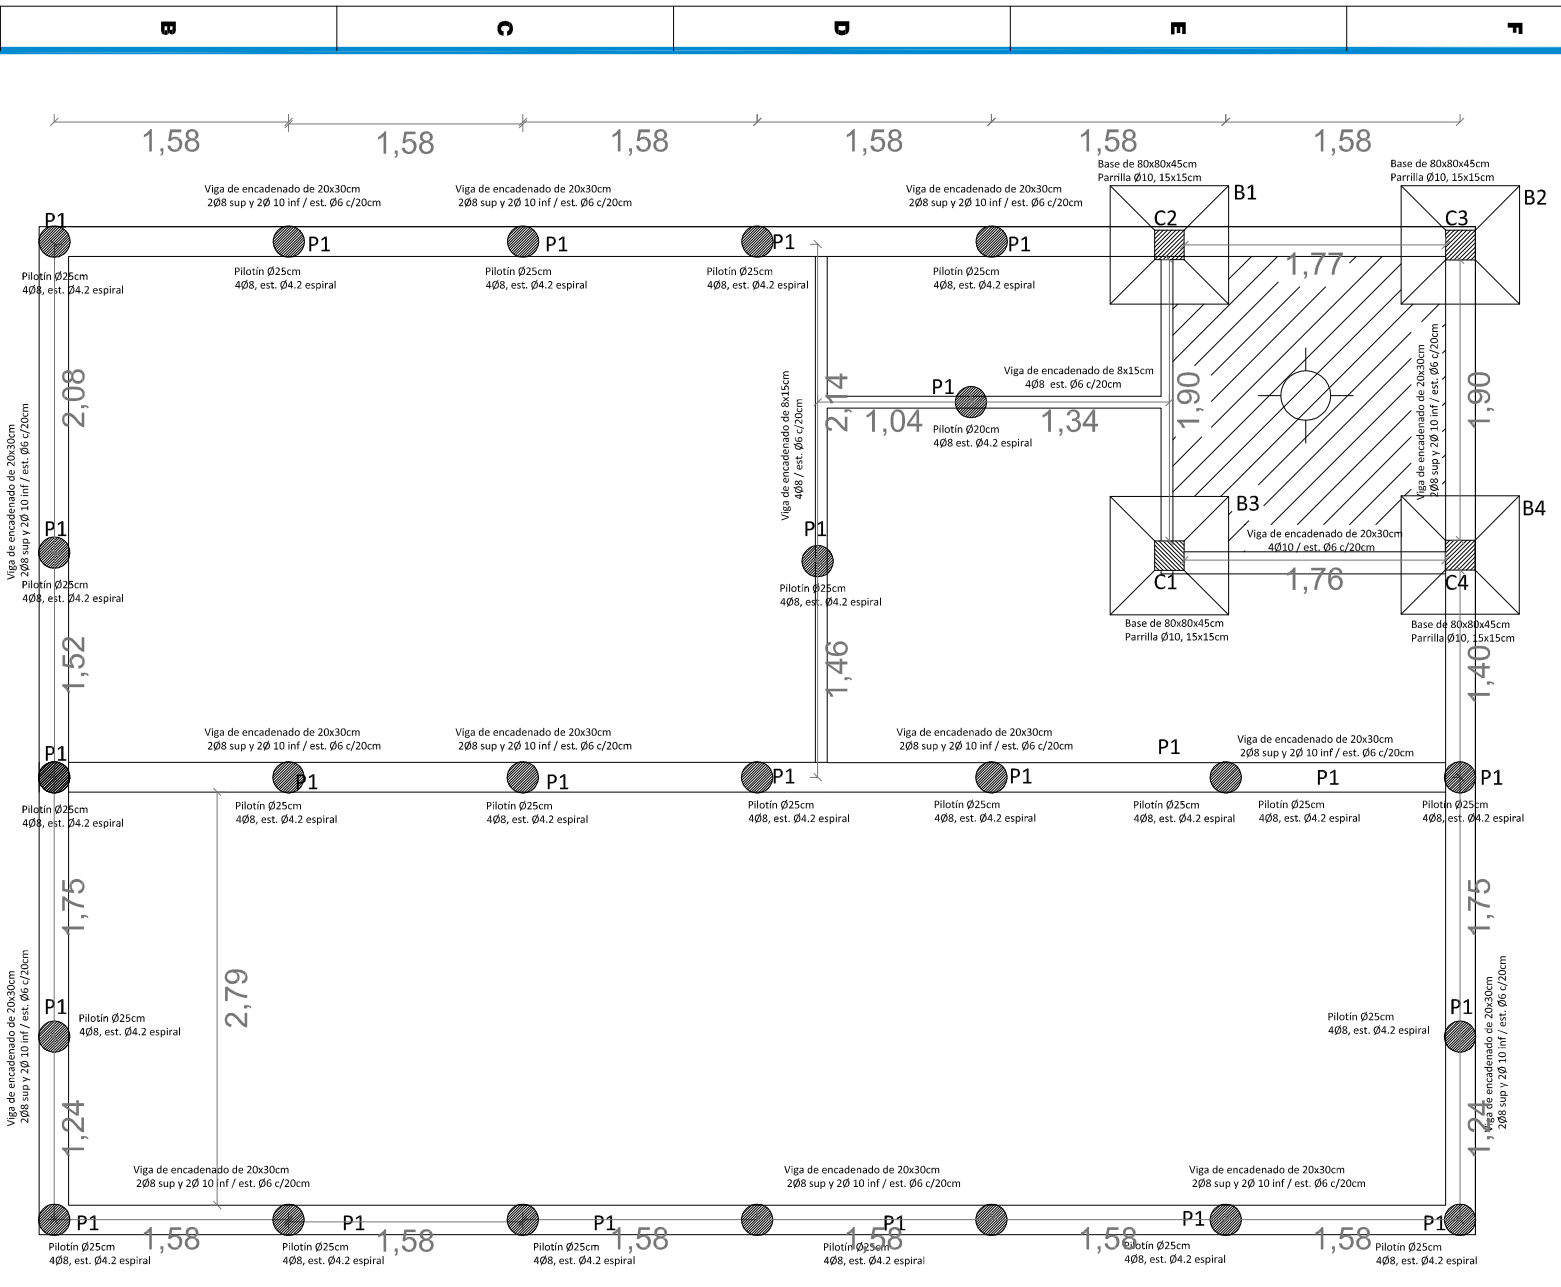 B
C
D
E
F
1,58
1,58
1,58
1,58
1,58
1,58
Base de 80x80x45cm
Parrilla Ø10, 15x15cm
Base de 80x80x45cm
Parrilla Ø10, 15x15cm
Viga de encadenado de 20x30cm
2Ø8 sup y 2Ø 10 inf / est. Ø6 c/20cm
Viga de encadenado de 20x30cm
2Ø8 sup y 2Ø 10 inf / est. Ø6 c/20cm
Viga de encadenado de 20x30cm
2Ø8 sup y 2Ø 10 inf / est. Ø6 c/20cm
B1
B2
P1
P1
P1
P1
P1
C2
C3
1,77
Pilotín Ø25cm
4Ø8, est. Ø4.2 espiral
Pilotín Ø25cm
4Ø8, est. Ø4.2 espiral
Pilotín Ø25cm
4Ø8, est. Ø4.2 espiral
Pilotín Ø25cm
4Ø8, est. Ø4.2 espiral
Pilotín Ø25cm
4Ø8, est. Ø4.2 espiral
2,08
Viga de encadenado de 20x30cm
2Ø8 sup y 2Ø 10 inf / est. Ø6 c/20cm
Viga de encadenado de 8x15cm
4Ø8 / est. Ø6 c/20cm
2,14
P1
Viga de encadenado de 8x15cm
4Ø8  est. Ø6 c/20cm
1,04
1,34
Pilotín Ø20cm
4Ø8 est. Ø4.2 espiral
1,90
Viga de encadenado de 20x30cm
2Ø8 sup y 2Ø 10 inf / est. Ø6 c/20cm
1,90
B3
B4
P1
P1
Viga de encadenado de 20x30cm
4Ø10 / est. Ø6 c/20cm
C1
1,76
C4
Pilotín Ø25cm
4Ø8, est. Ø4.2 espiral
Pilotín Ø25cm
4Ø8, est. Ø4.2 espiral
Base de 80x80x45cm
Parrilla Ø10, 15x15cm
Base de 80x80x45cm
Parrilla Ø10, 15x15cm
1,52
1,46
1,40
Viga de encadenado de 20x30cm
2Ø8 sup y 2Ø 10 inf / est. Ø6 c/20cm
Viga de encadenado de 20x30cm
2Ø8 sup y 2Ø 10 inf / est. Ø6 c/20cm
Viga de encadenado de 20x30cm
2Ø8 sup y 2Ø 10 inf / est. Ø6 c/20cm
Viga de encadenado de 20x30cm
2Ø8 sup y 2Ø 10 inf / est. Ø6 c/20cm
P1
P1
P1
P1
P1
P1
P1
P1
P1
Pilotín Ø25cm
4Ø8, est. Ø4.2 espiral
Pilotín Ø25cm
4Ø8, est. Ø4.2 espiral
Pilotín Ø25cm
4Ø8, est. Ø4.2 espiral
Pilotín Ø25cm
4Ø8, est. Ø4.2 espiral
Pilotín Ø25cm
4Ø8, est. Ø4.2 espiral
Pilotín Ø25cm
4Ø8, est. Ø4.2 espiral
Pilotín Ø25cm
4Ø8, est. Ø4.2 espiral
Pilotín Ø25cm
4Ø8, est. Ø4.2 espiral
1,75
1,75
Viga de encadenado de 20x30cm
2Ø8 sup y 2Ø 10 inf / est. Ø6 c/20cm
2,79
P1
Pilotín Ø25cm
4Ø8, est. Ø4.2 espiral
Pilotín Ø25cm
4Ø8, est. Ø4.2 espiral
P1
Viga de encadenado de 20x30cm
2Ø8 sup y 2Ø 10 inf / est. Ø6 c/20cm
1,24
1,24
Viga de encadenado de 20x30cm
2Ø8 sup y 2Ø 10 inf / est. Ø6 c/20cm
Viga de encadenado de 20x30cm
2Ø8 sup y 2Ø 10 inf / est. Ø6 c/20cm
Viga de encadenado de 20x30cm
2Ø8 sup y 2Ø 10 inf / est. Ø6 c/20cm
P1
P1
P1
P1
P1
P1
1,58
1,58
1,58
1,58
1,58
1,58
Pilotín Ø25cm
4Ø8, est. Ø4.2 espiral
Pilotín Ø25cm
4Ø8, est. Ø4.2 espiral
Pilotín Ø25cm
4Ø8, est. Ø4.2 espiral
Pilotín Ø25cm
4Ø8, est. Ø4.2 espiral
Pilotín Ø25cm
4Ø8, est. Ø4.2 espiral
Pilotín Ø25cm
4Ø8, est. Ø4.2 espiral